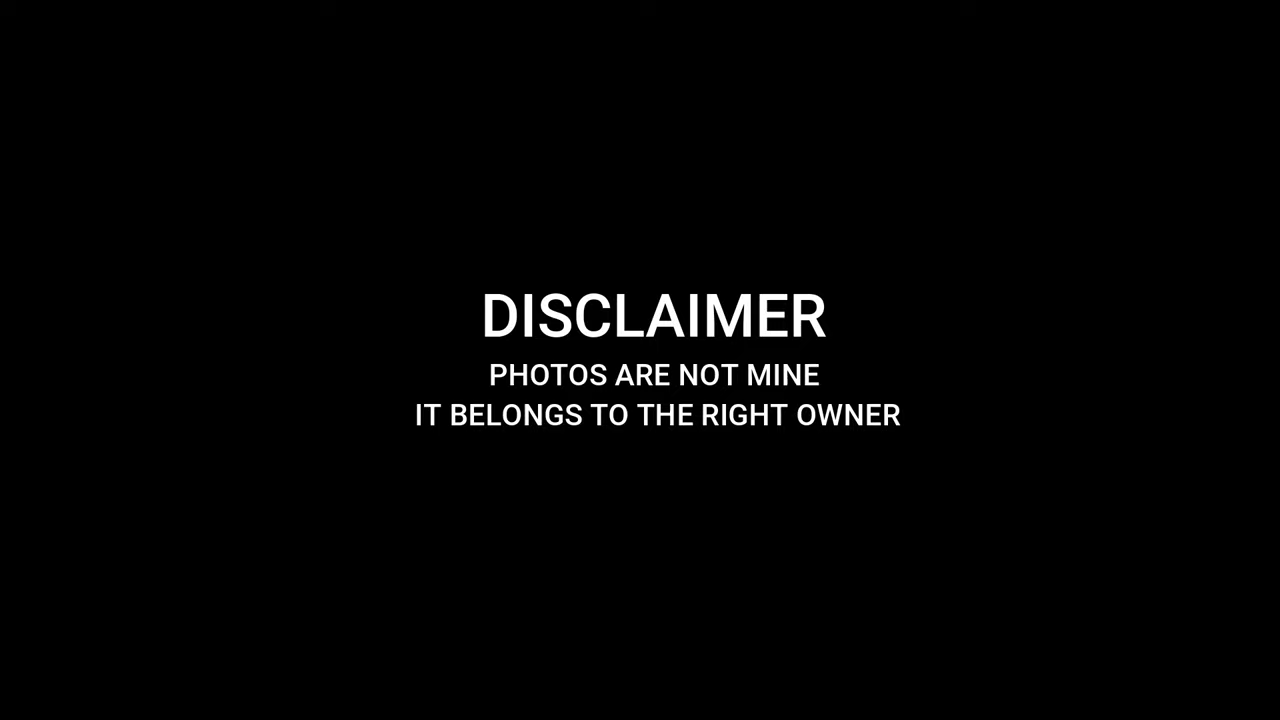 DISCLAIMER
PHOTOS ARE NOT MINE
IT BELONGS TO THE RIGHT OWNER